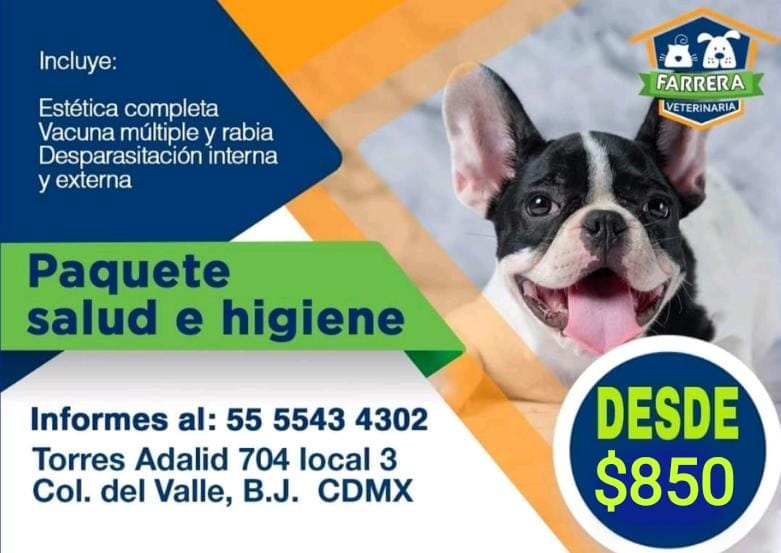 Incluye:
Estética completa
Vacuna múltiple y rabia
Desparasitación interna
y externa
FARRERA
VETERINARIA
Paquete
salud e higiene
Informes al: 55 5543 4302
Torres Adalid 704 local 3
Col. del Valle, B.J. CDMX
DESDE
$850